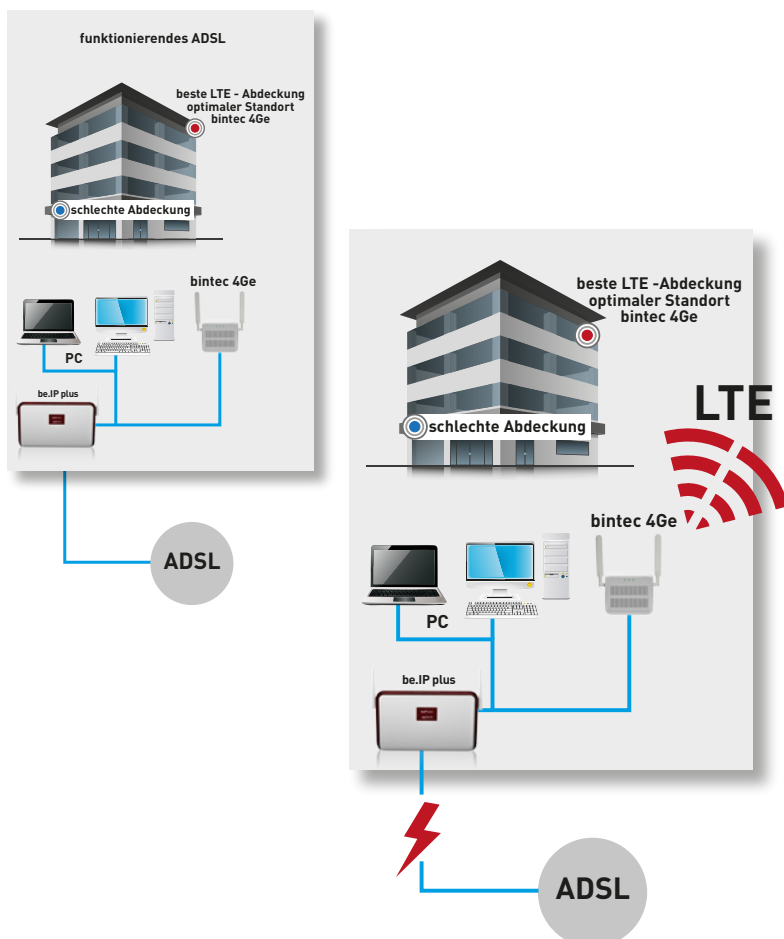 funktionierendes ADSL
beste LTE - Abdeckung
optimaler Standort
bintec 4Ge
schlechte Abdeckung
bintec 4Ge
PC
be.IP plus
ADSL
beste LTE -Abdeckung
optimaler Standort
bintec 4Ge
schlechte Abdeckung
LTE
bintec 4Ge
PC
be.IP plus
ADSL